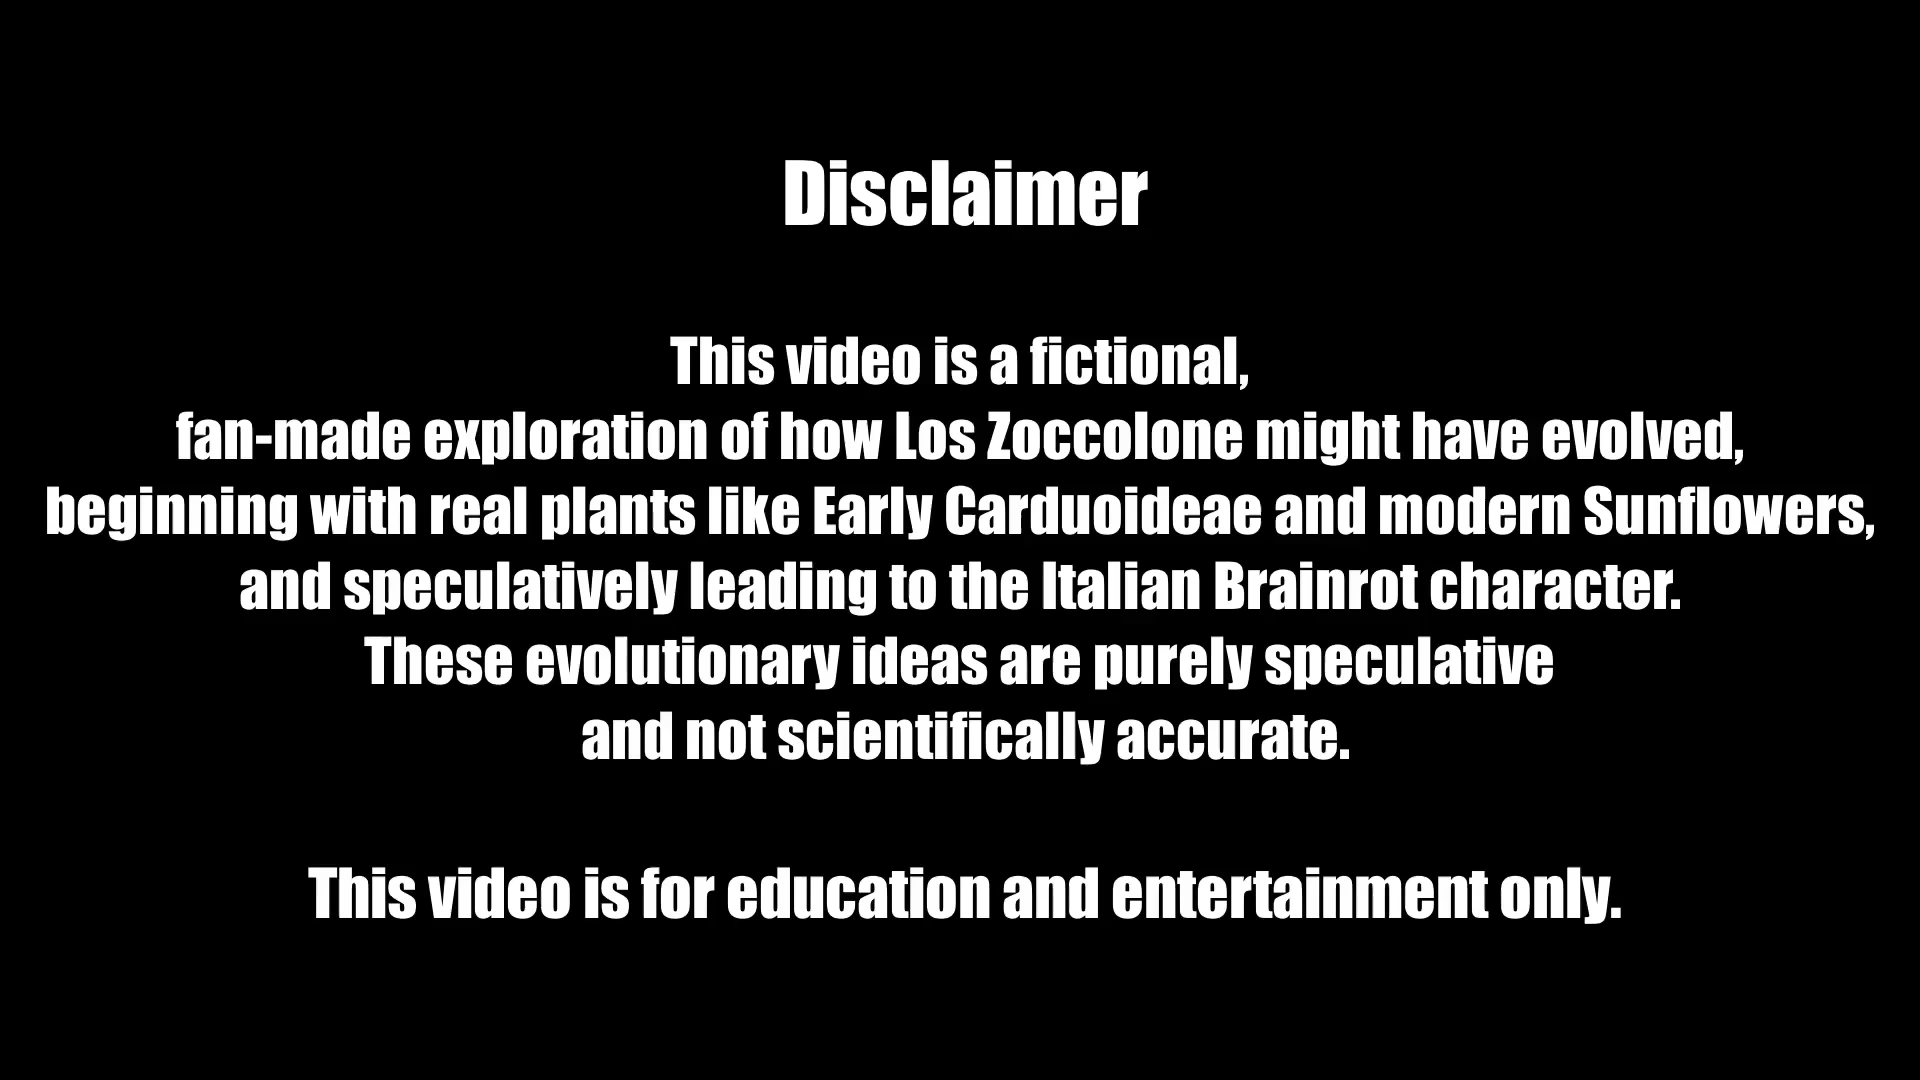 Disclaimer
This video is a fictional,
fan-made exploration of how Los Zoccolone might have evolved,
beginning with real plants like Early Carduoideae and modern Sunflowers,
and speculatively leading to the Italian Brainrot character.
These evolutionary ideas are purely speculative
and not scientifically accurate.
This video is for education and entertainment only.